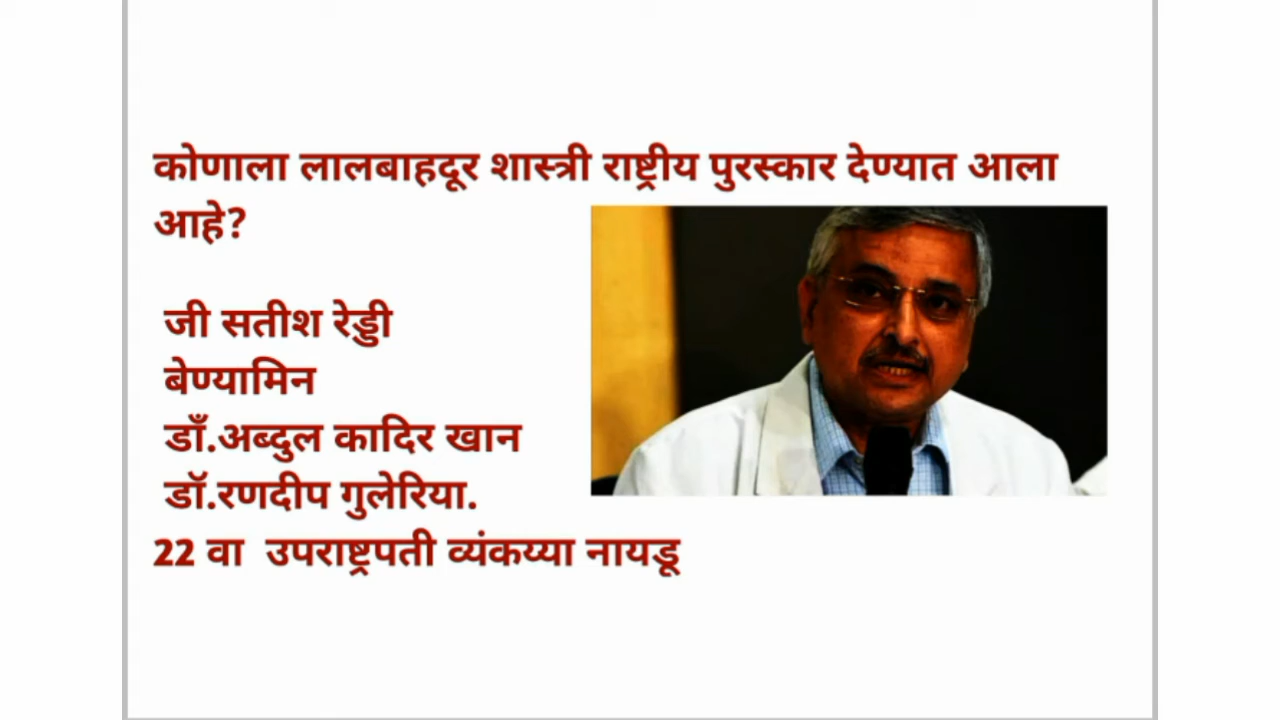 कोणाला लालबाहदूर शास्त्री राष्ट्रीय पुरस्कार देण्यात आला
आहे?
जी सतीश रेड्डी
बेण्यामिन
डाँ.अब्दुल कादिर खान
डॉ.रणदीप गुलेरिया.
22 वा उपराष्ट्रपती व्यंकय्या नायडू